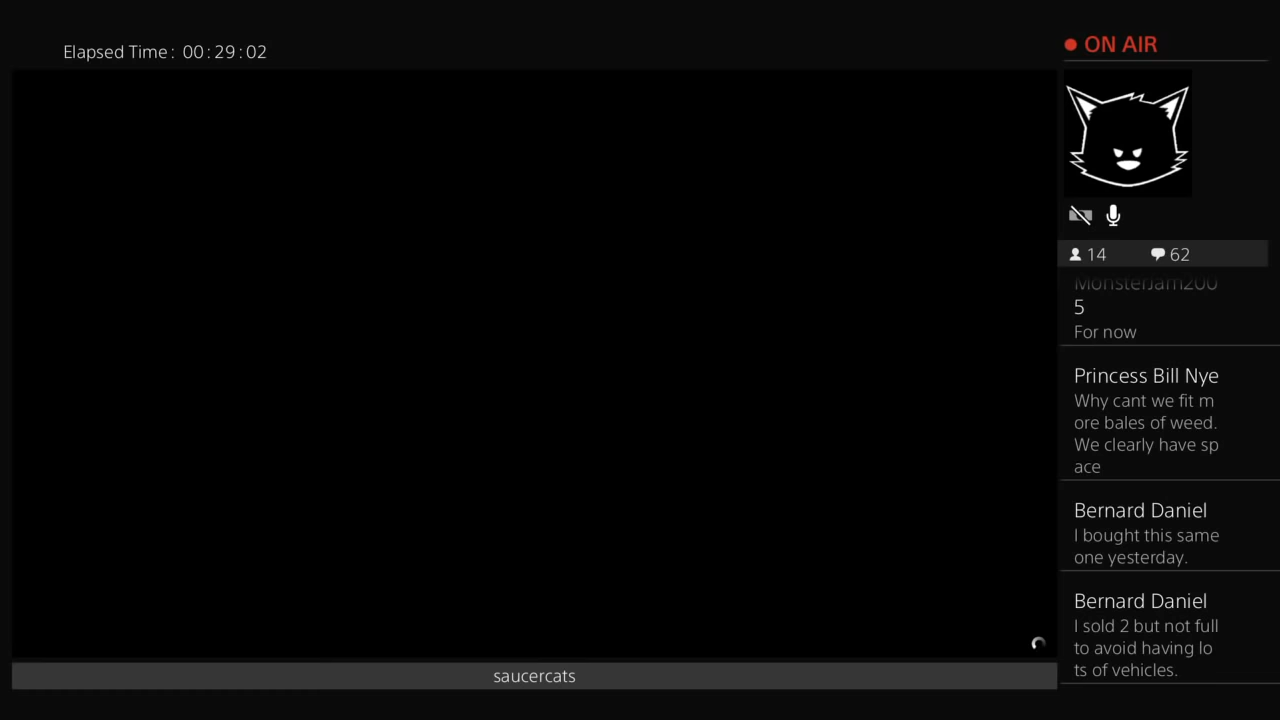 Elapsed Time: 00:29:02
ON AIR
14 62
MonsterJam200
5
For now
Princess Bill Nye
Why cant we fit m
ore bales of weed.
We clearly have sp
ace
Bernard Daniel
I bought this same
one yesterday.
Bernard Daniel
I sold 2 but not full
to avoid having lo
ts of vehicles.
saucercats